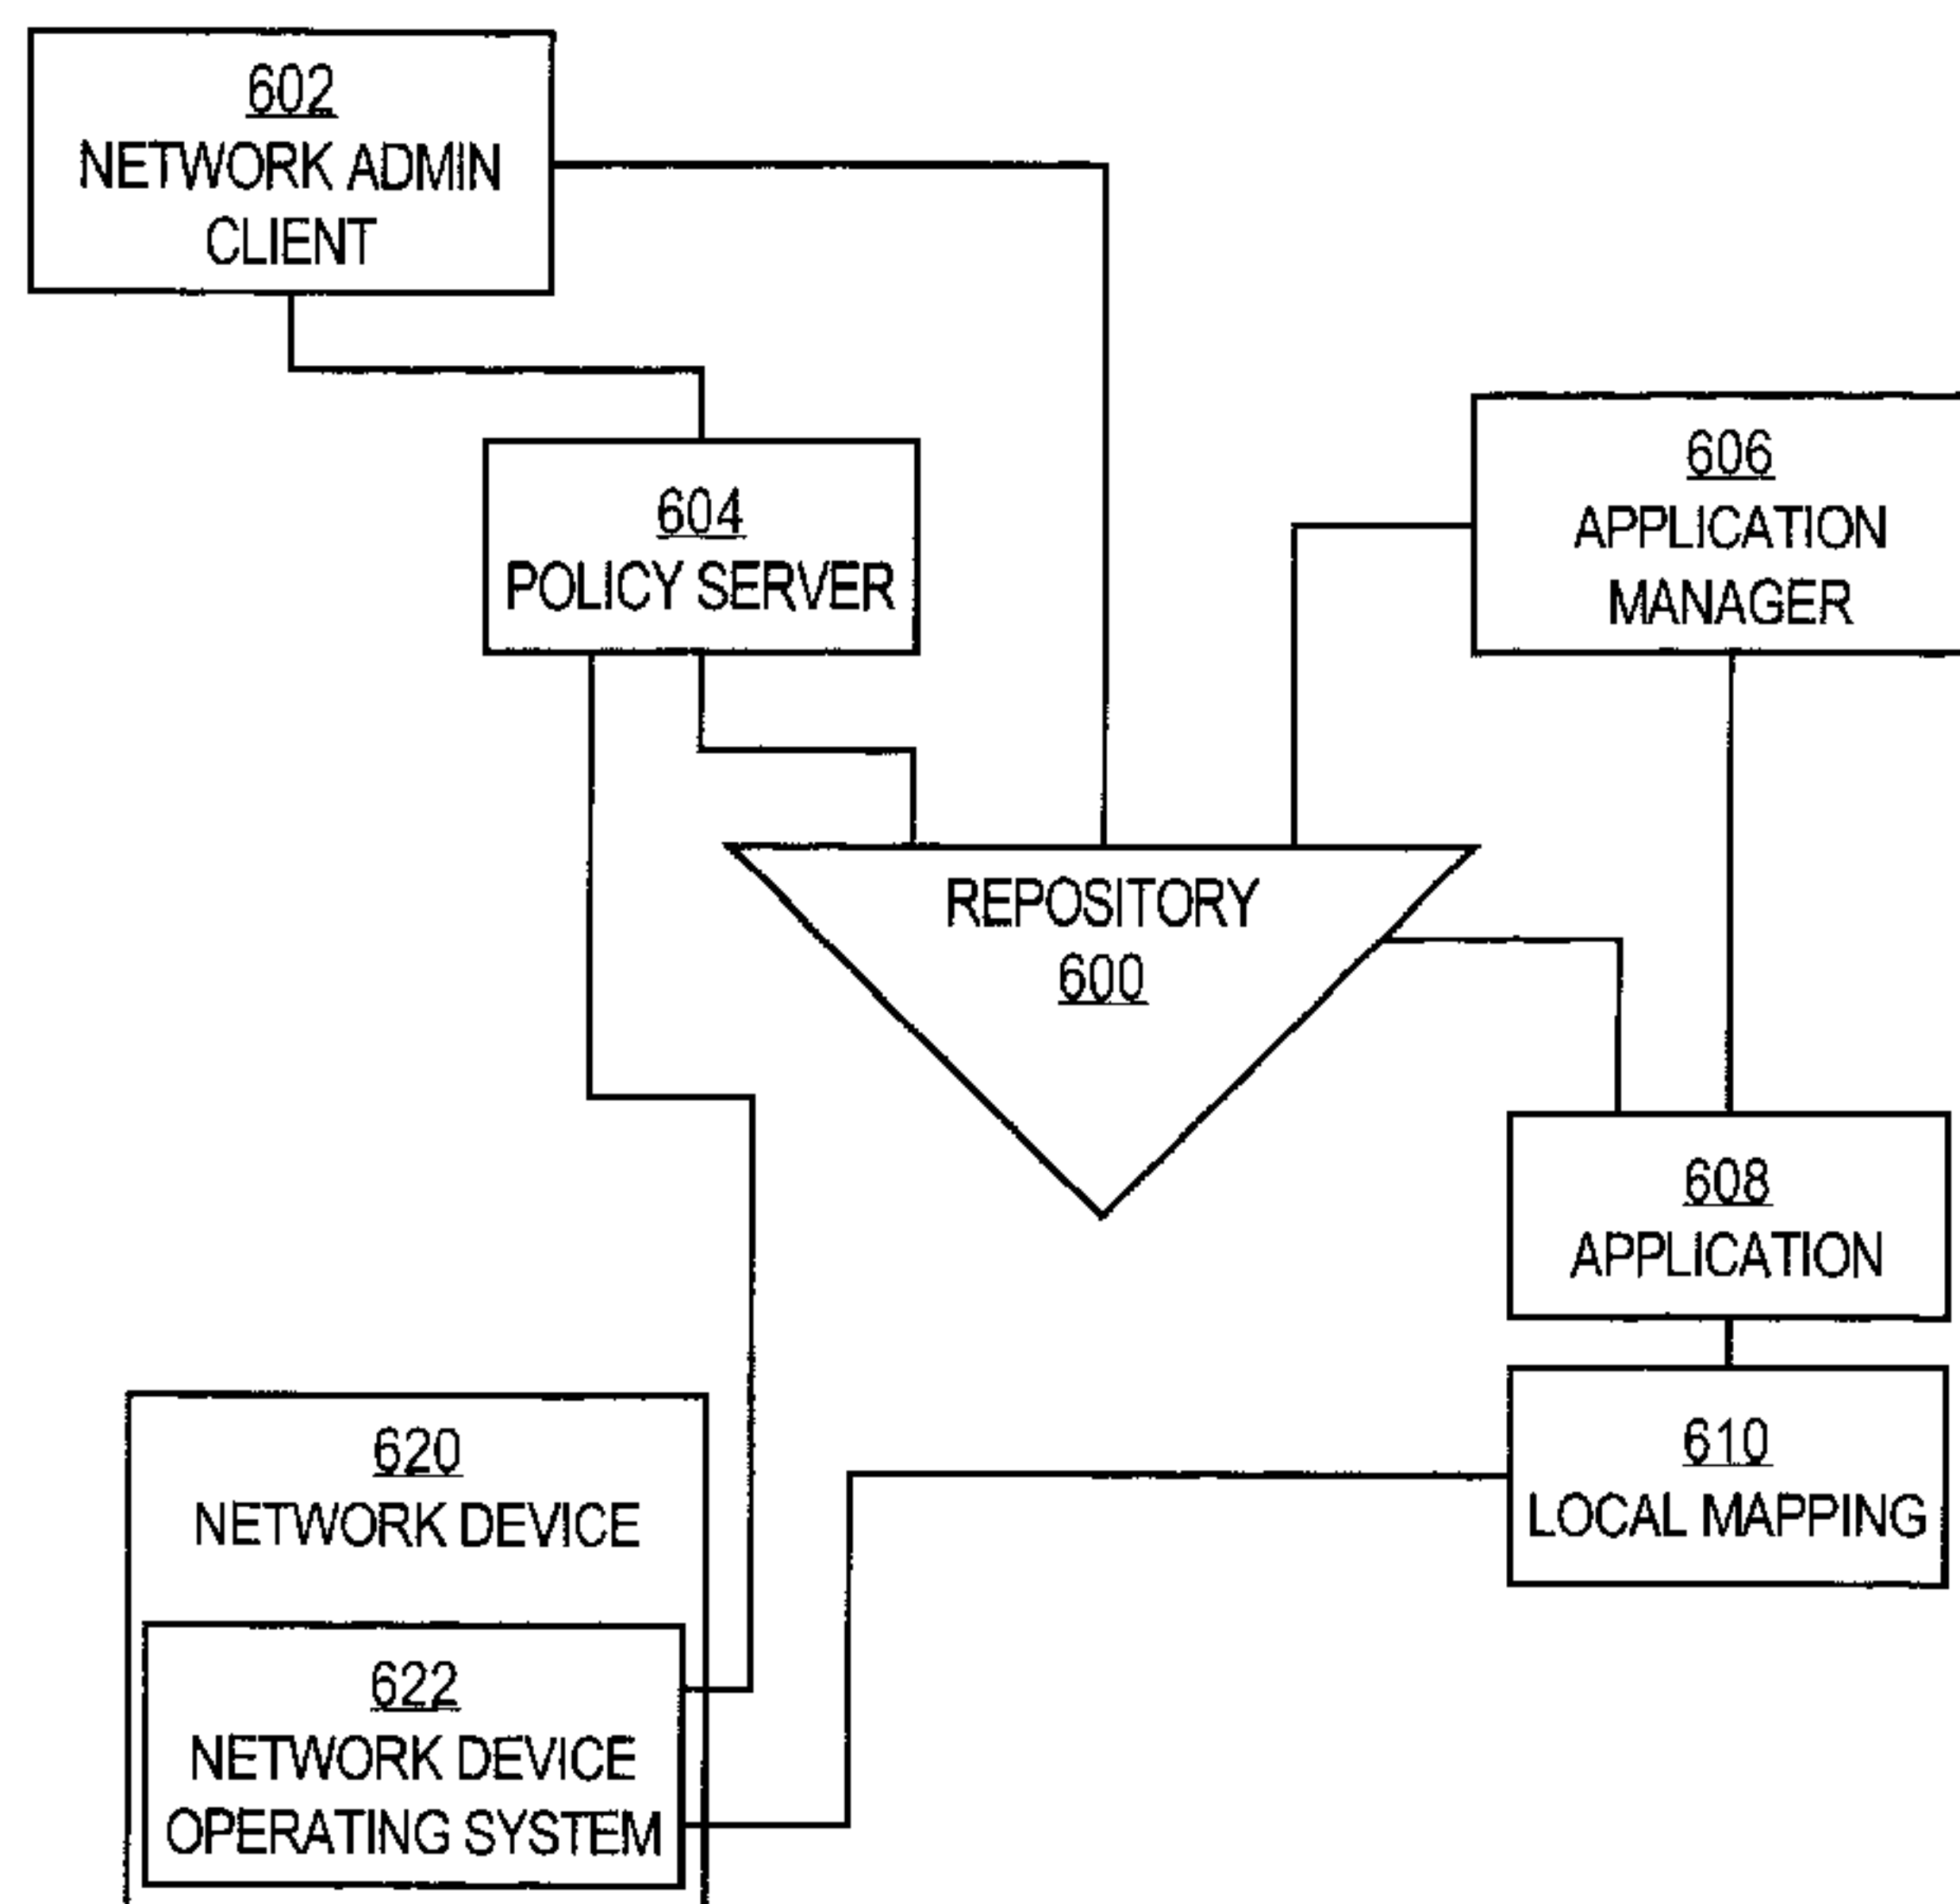 602
NETWORK ADMIN
CLIENT
604
POLICY SERVER
606
APPLICATION
MANAGER
REPOSITORY
600
608
APPLICATION
610
LOCAL MAPPING
620
NETWORK DEVICE
622
NETWORK DEVICE
OPERATING SYSTEM